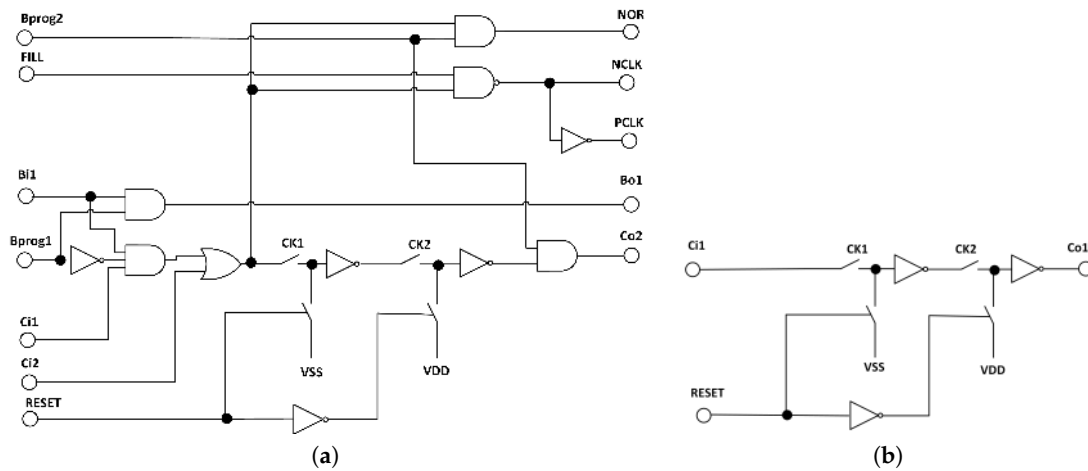 Bprog2
NOR
FILL
NCLK
PCLK
Bi1
Bo1
Bprog1
CK1
CK2
Co2
Ci1
Ci2
VSS
VDD
RESET
(a)
Ci1
CK1
CK2
Co1
VSS
VDD
RESET
(b)